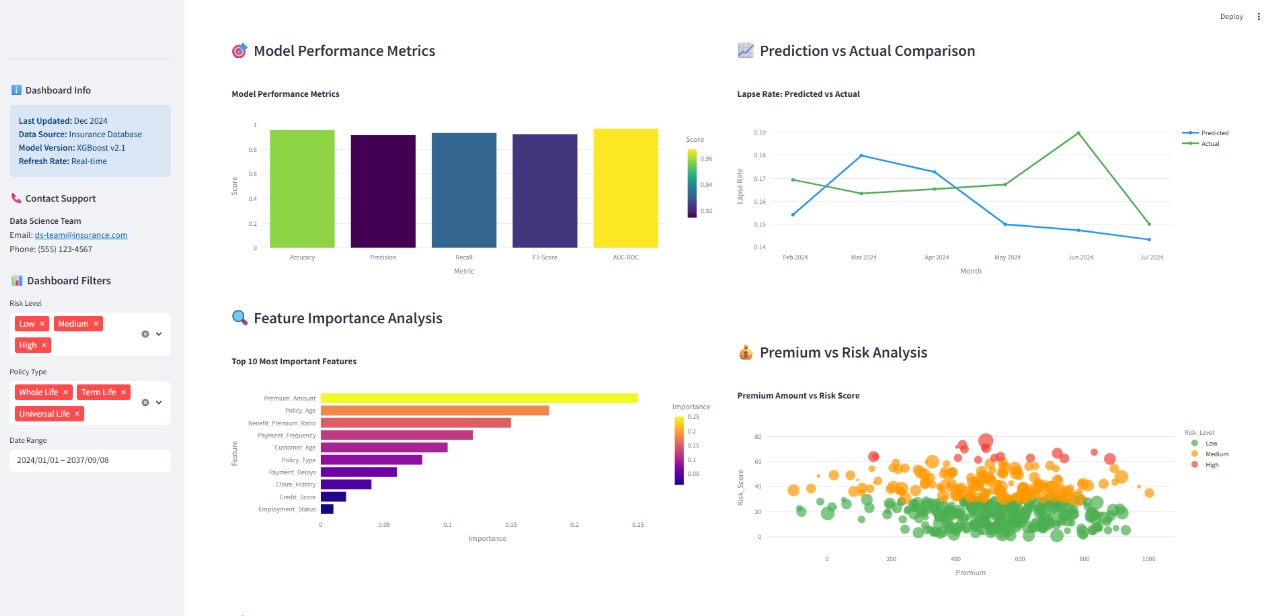 Deploy
Dashboard Info
Last Updated: Dec 2024
Data Source: Insurance Database
Model Version: XGBoost v2.1
Refresh Rate: Real-time
Contact Support
Data Science Team
Email: ds-team@insurance.com
Phone: (555) 123-4567
Dashboard Filters
Risk Level
Low × Medium ×
High ×
Policy Type
Whole Life × Term Life ×
Universal Life ×
Date Range
2024/01/01 – 2037/09/08
Model Performance Metrics
Model Performance Metrics
Score
1
0.8
0.6
0.4
0.2
0
Accuracy Precision Recall F1-Score AUC-ROC
Metric
Score
0.96
0.94
0.92
Prediction vs Actual Comparison
Lapse Rate: Predicted vs Actual
Lapse Rate
0.19
0.18
0.17
0.16
0.15
0.14
Feb 2024 Mar 2024 Apr 2024 May 2024 Jun 2024 Jul 2024
Month
Predicted
Actual
Feature Importance Analysis
Top 10 Most Important Features
Feature
Premium_Amount
Policy_Age
Benefit_Premium_Ratio
Payment_Frequency
Customer_Age
Policy_Type
Payment_Delays
Claim_History
Credit_Score
Employment_Status
0 0.05 0.1 0.15 0.2 0.25
Importance
Importance
0.25
0.2
0.15
0.1
0.05
Premium vs Risk Analysis
Premium Amount vs Risk Score
Risk_Score
80
60
40
20
0
0 200 400 600 800 1000
Premium
Risk_Level
Low
Medium
High